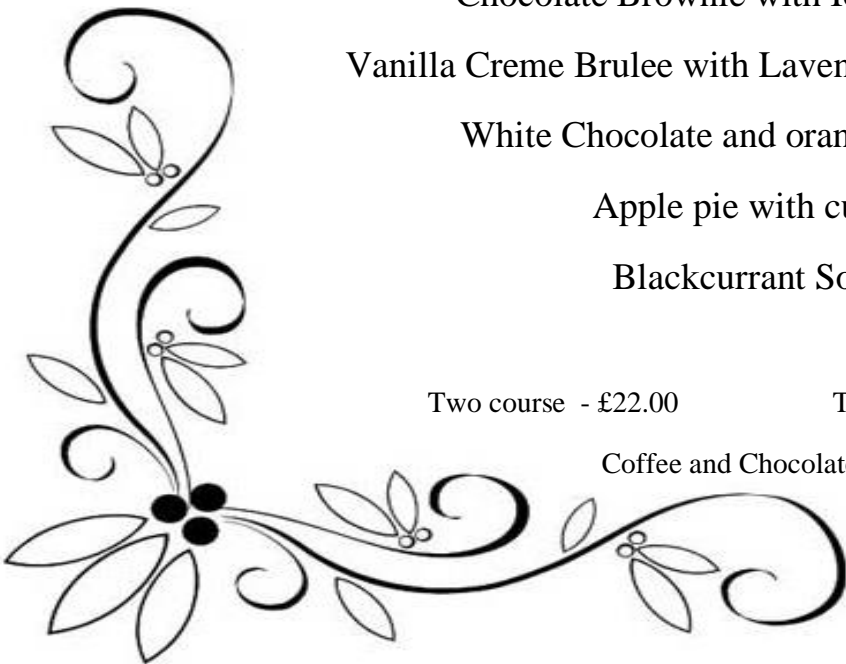 Chocolate Brownie with
Vanilla Creme Brulee with
White Chocolate and
Apple pie with
Blackcurrant
Two course - £22.00
Coffee and